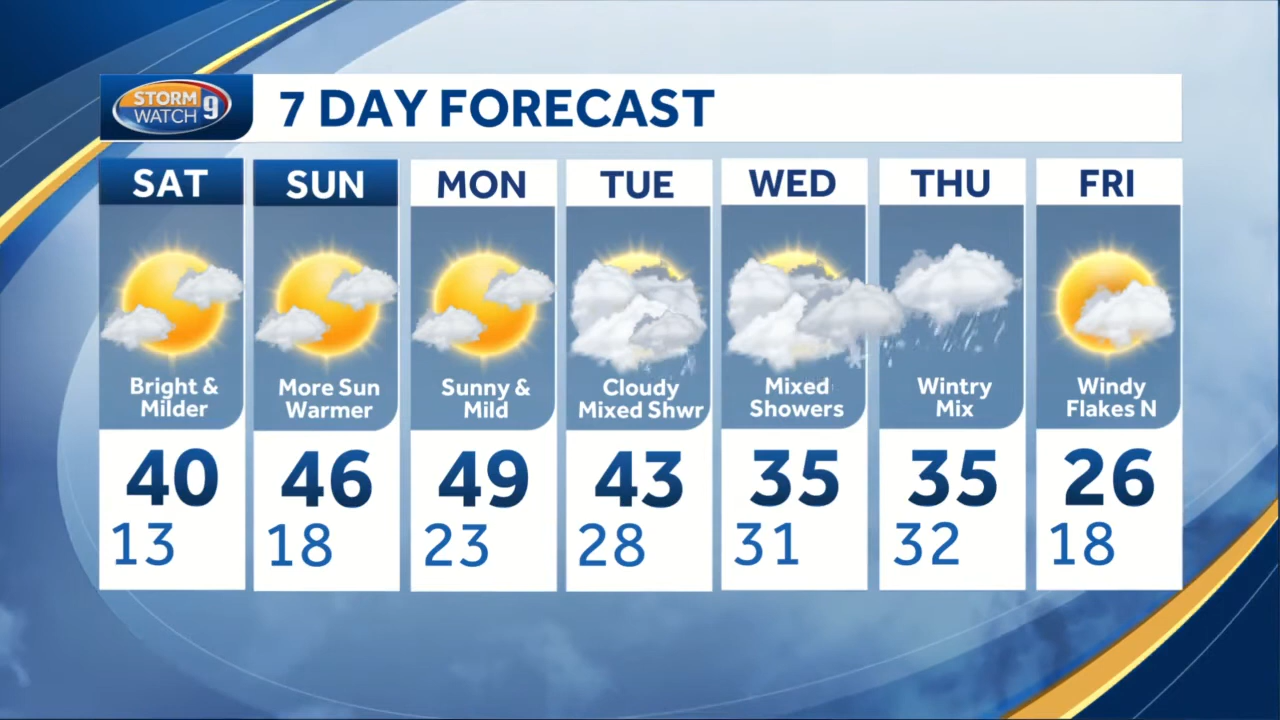 STORM
WATCH 9
7 DAY FORECAST
SAT
Bright &
Milder
40
13
SUN
More Sun
Warmer
46
18
MON
Sunny &
Mild
49
23
TUE
Cloudy
Mixed Shwr
43
28
WED
Mixed
Showers
35
31
THU
Wintry
Mix
35
32
FRI
Windy
Flakes N
26
18